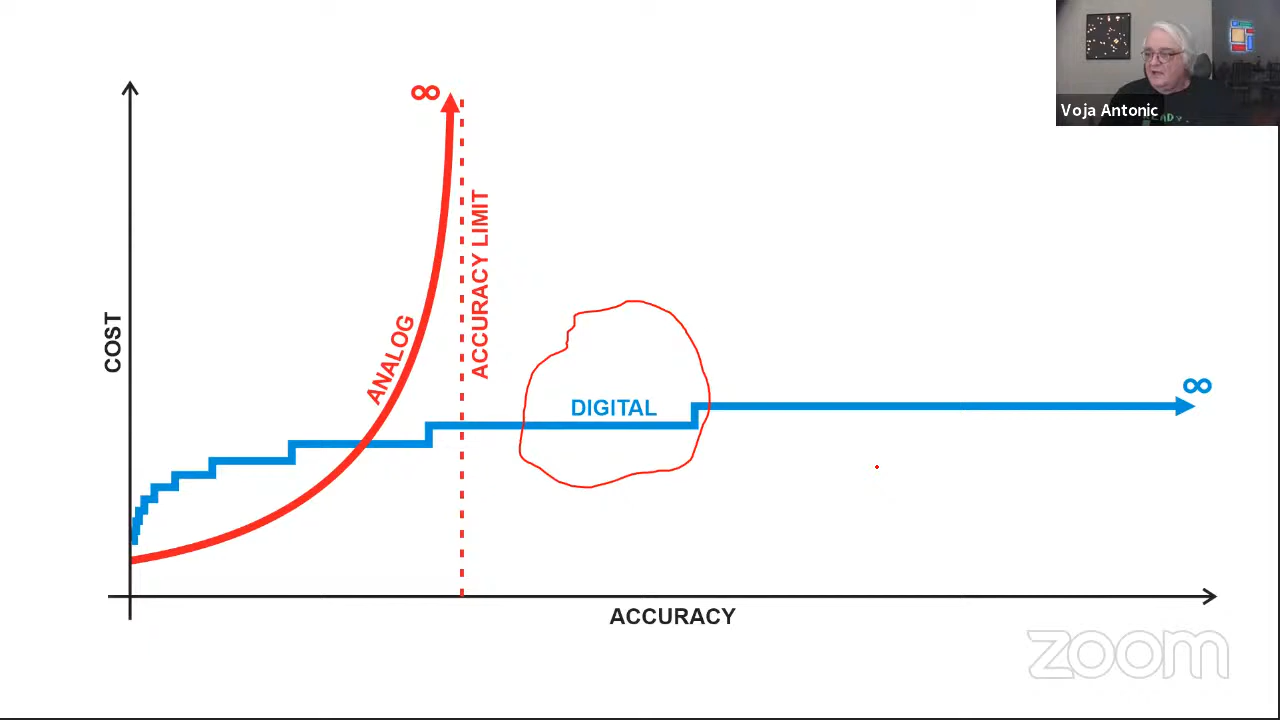 ∞
Voja Antonic
ACCURACY LIMIT
ANALOG
COST
DIGITAL
∞
ACCURACY
zoom